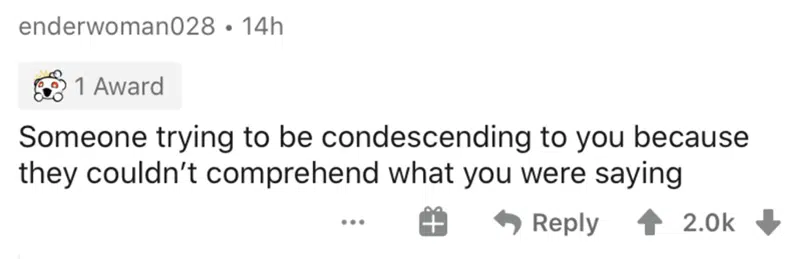 enderwoman028 • 14h
1 Award
Someone trying to be condescending to you because
they couldn't comprehend what you were saying
Reply 2.0k